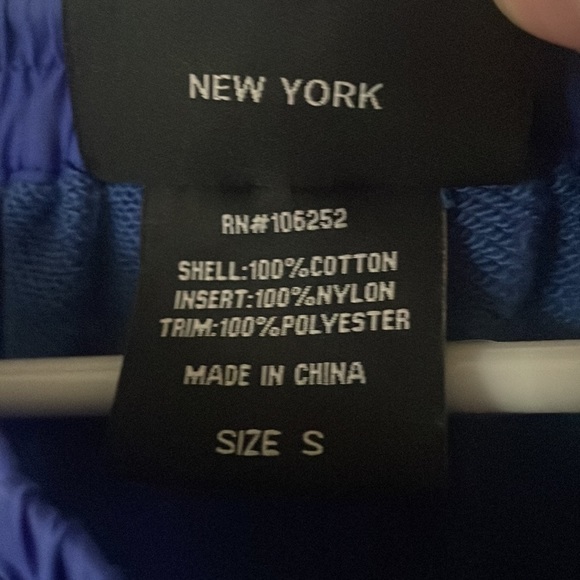 NEW YORK
RN#106252
SHELL:100%COTTON
INSERT:100%NYLON
TRIM:100%POLYESTER
MADE IN CHINA
SIZE S